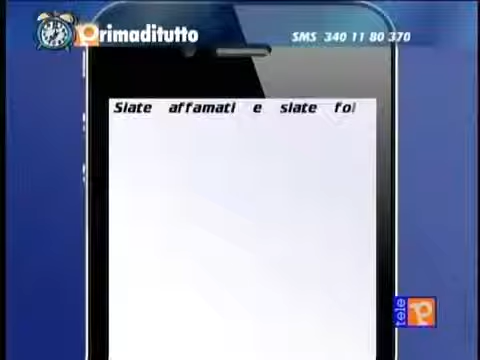 Primaditutto
SMS 340 11 80 370
Siate affamati e siate fol
tele P